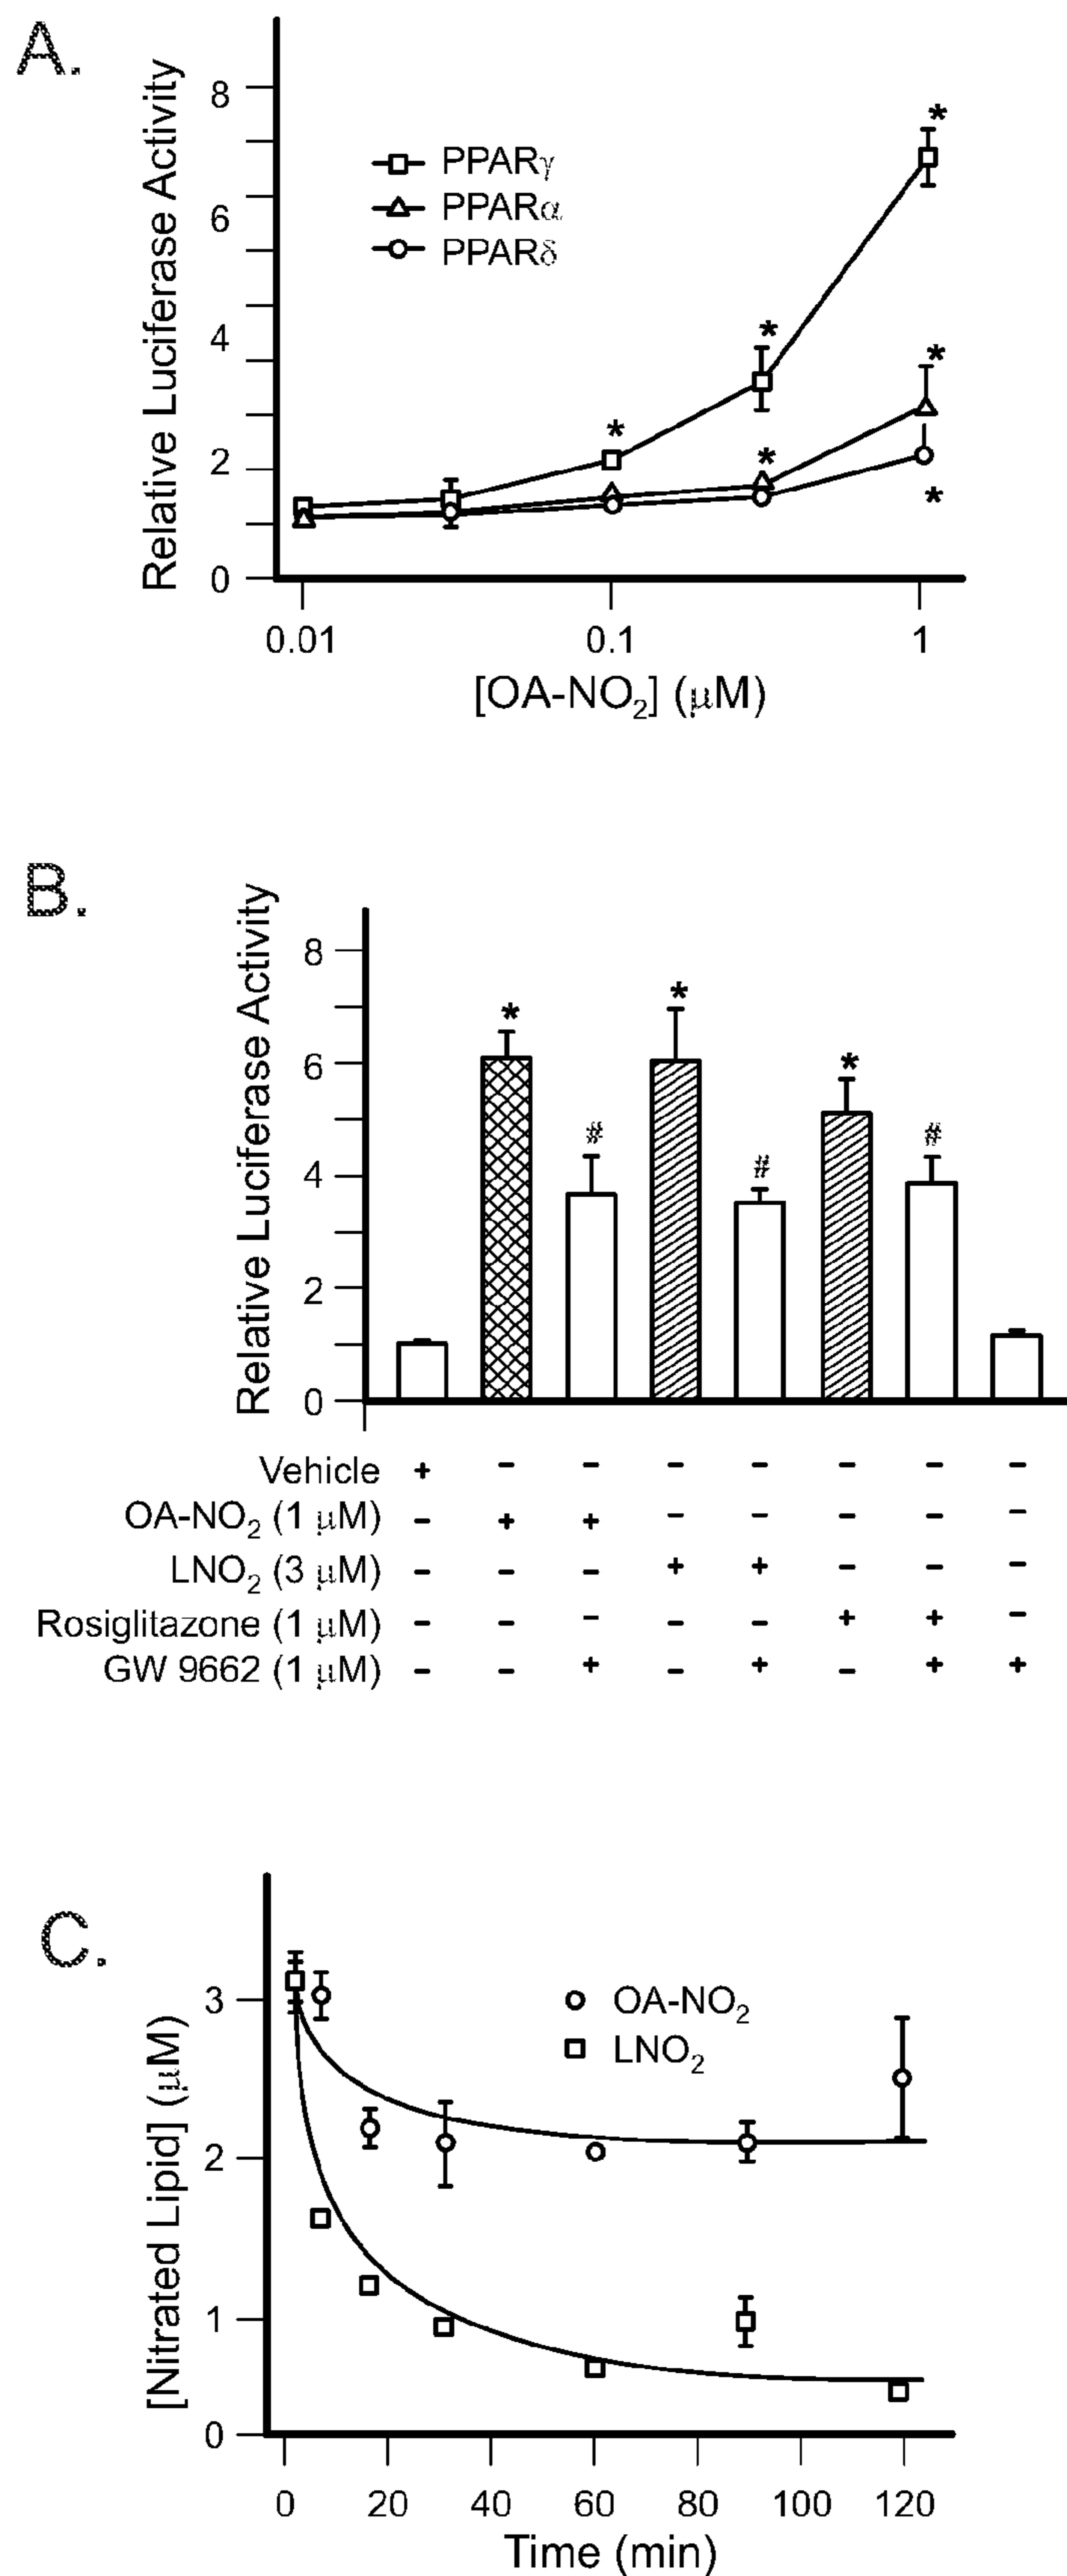 A.
Relative Luciferase Activity
8
6
4
2
0
PPARγ
PPARα
PPARδ
*
*
*
*
*
*
0.01 0.1 1
[OA-NO₂] (μM)
B.
Relative Luciferase Activity
8
6
4
2
0
* # * # * #
Vehicle + - - - - - - -
OA-NO₂ (1 μM) - + + - - - - -
LNO₂ (3 μM) - - - + + - - -
Rosiglitazone (1 μM) - - - - - + + -
GW 9662 (1 μM) - - + - + - + +
C.
[Nitrated Lipid] (μM)
3
2
1
0
OA-NO₂
LNO₂
0 20 40 60 80 100 120
Time (min)